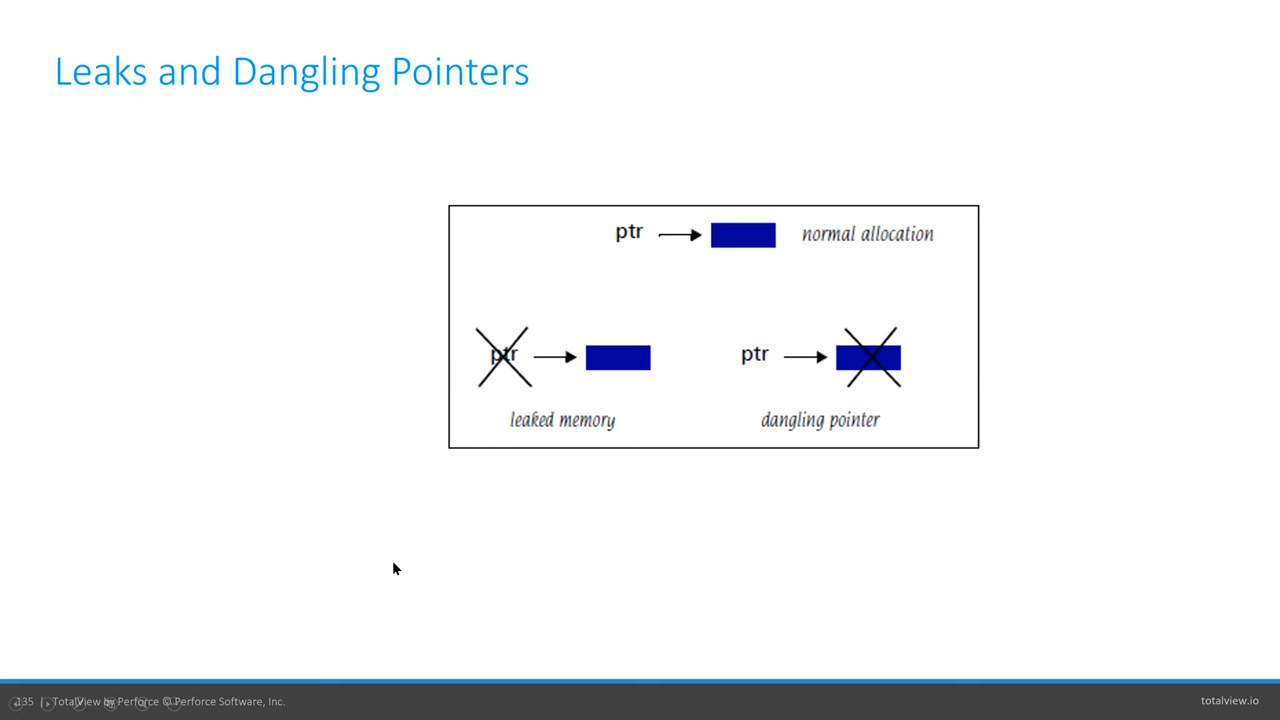 Leaks and Dangling Pointers
ptr normal allocation
ptr ptr
leaked memory dangling pointer
135 | TotalView by Perforce © Perforce Software, Inc. totalview.io